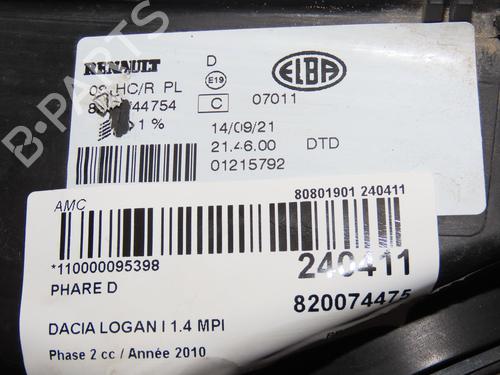 RENAULT D ELBA
E19
HC/R PL
44754 C 07011
1 % 14/09/21
21.46.00 DTD
01215792
AMC 80801901 240411
*110000095398 240411
PHARE D 820074475
DACIA LOGAN I 1.4 MPI
Phase 2 cc / Année 2010
B-PARTS